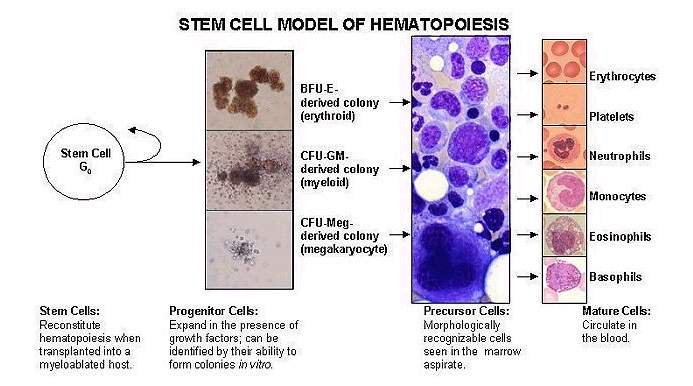 STEM CELL MODEL OF HEMATOPOIESIS
Stem Cell
G0
BFU-E-
derived colony
(erythroid)
CFU-GM-
derived colony
(myeloid)
CFU-Meg-
derived colony
(megakaryocyte)
Erythrocytes
Platelets
Neutrophils
Monocytes
Eosinophils
Basophils
Stem Cells:
Reconstitute
hematopoiesis when
transplanted into a
myeloablated host.
Progenitor Cells:
Expand in the presence of
growth factors; can be
identified by their ability to
form colonies in vitro.
Precursor Cells:
Morphologically
recognizable cells
seen in the marrow
aspirate.
Mature Cells:
Circulate in
the blood.